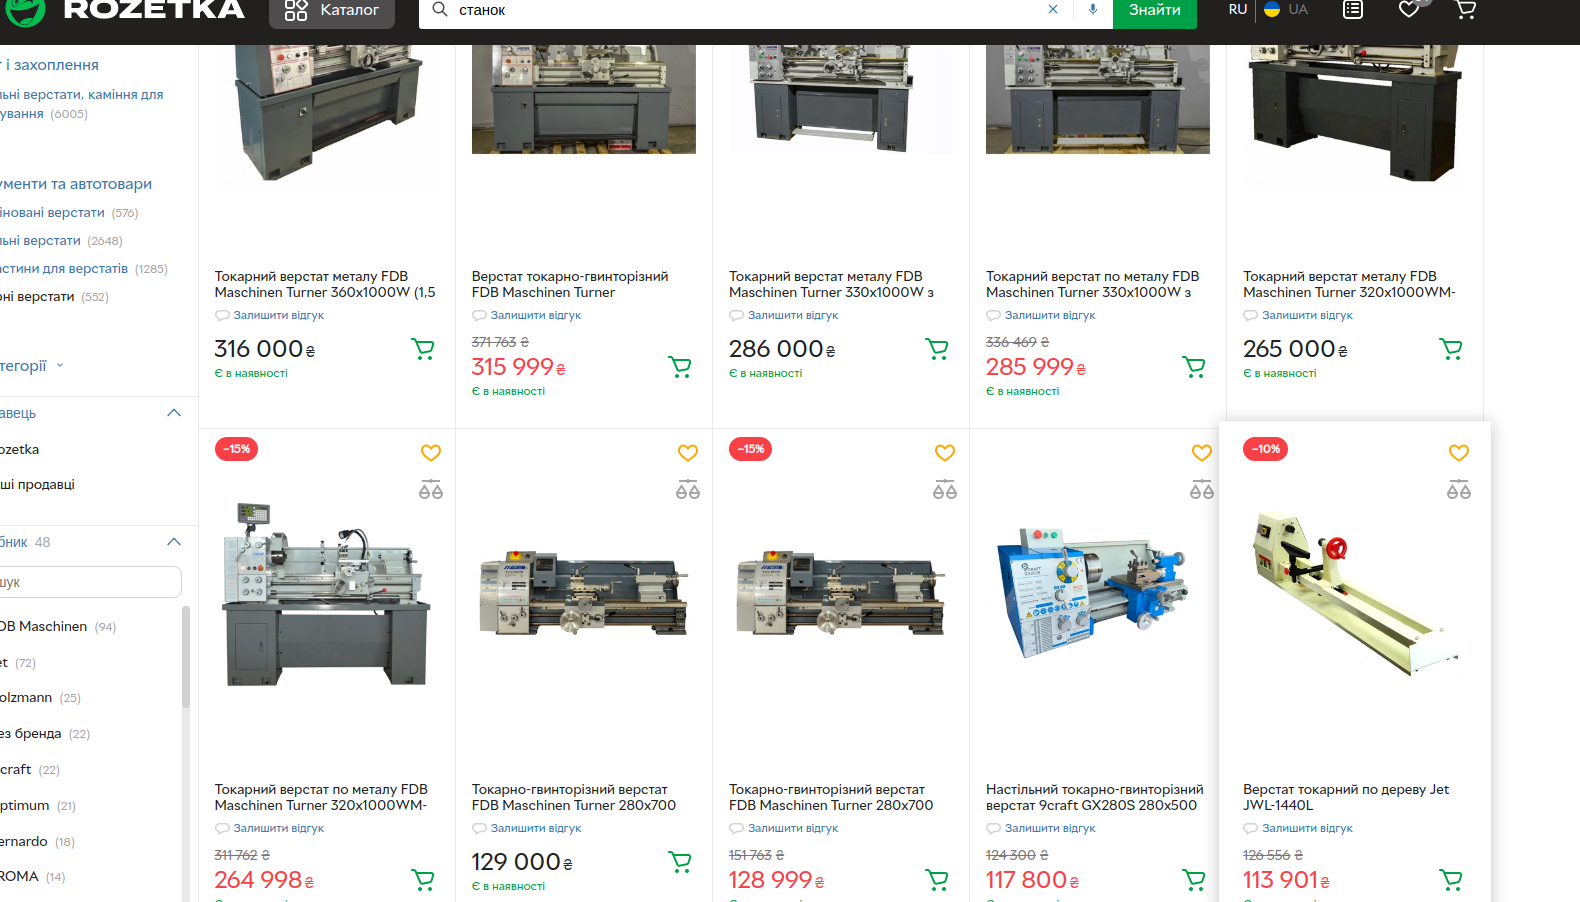 ROZETKA
Каталог
станок
Знайти
RU
UA
і захоплення
льні верстати, каміння для
ування (6005)
ументи та автотовари
іновані верстати (576)
льні верстати (2648)
астини для верстатів (1285)
рні верстати (552)
тегорії
авець
ozetka
ші продавці
бник 48
шук
DB Maschinen (94)
et (72)
olzmann (25)
ез бренда (22)
craft (22)
ptimum (21)
ernardo (18)
ROMA (14)
Токарний верстат металу FDB
Maschinen Turner 360x1000W (1,5
Залишити відгук
316 000 ₴
Є в наявності
Верстат токарно-гвинторізний
FDB Maschinen Turner
Залишити відгук
371 763 ₴
315 999 ₴
Є в наявності
Токарний верстат металу FDB
Maschinen Turner 330x1000W з
Залишити відгук
286 000 ₴
Є в наявності
Токарний верстат по металу FDB
Maschinen Turner 330x1000W з
Залишити відгук
336 469 ₴
285 999 ₴
Є в наявності
Токарний верстат металу FDB
Maschinen Turner 320x1000WM-
Залишити відгук
265 000 ₴
Є в наявності
-15%
Токарний верстат по металу FDB
Maschinen Turner 320x1000WM-
Залишити відгук
311 762 ₴
264 998 ₴
Токарно-гвинторізний верстат
FDB Maschinen Turner 280x700
Залишити відгук
129 000 ₴
Є в наявності
-15%
Токарно-гвинторізний верстат
FDB Maschinen Turner 280x700
Залишити відгук
151 763 ₴
128 999 ₴
Настільний токарно-гвинторізний
верстат 9craft GX280S 280x500
Залишити відгук
124 300 ₴
117 800 ₴
-10%
JET
Верстат токарний по дереву Jet
JWL-1440L
Залишити відгук
126 556 ₴
113 901 ₴